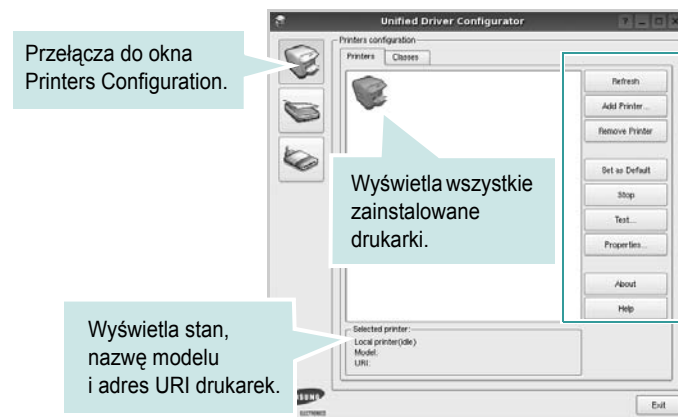 Unified Driver Configurator
Przełącza do okna
Printers Configuration.
Printers configuration
Printers
Classes
Refresh
Add Printer...
Remove Printer
Set as Default
Stop
Test...
Properties...
About
Help
Wyświetla wszystkie
zainstalowane
drukarki.
Wyświetla stan,
nazwę modelu
i adres URI drukarek.
Selected printer:
Local printer(idle)
Model:
URI:
ELECTRONICS
Exit